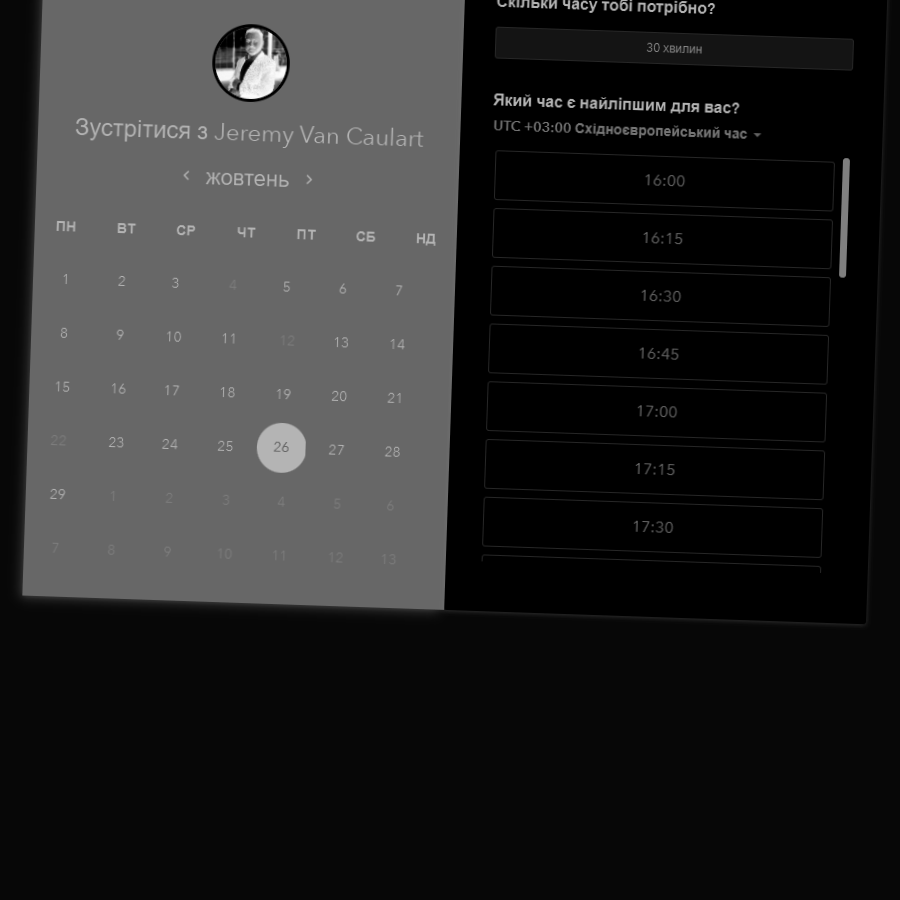 Зустрітися з Jeremy Van Caulart
жовтень
ПН ВТ СР ЧТ ПТ СБ НД
1 2 3 4 5 6 7
8 9 10 11 12 13 14
15 16 17 18 19 20 21
22 23 24 25 26 27 28
29 1 2 3 4 5 6
7 8 9 10 11 12 13
Скільки часу тобі потрібно?
30 хвилин
Який час є найліпшим для вас?
UTC +03:00 Східноєвропейський час
16:00
16:15
16:30
16:45
17:00
17:15
17:30